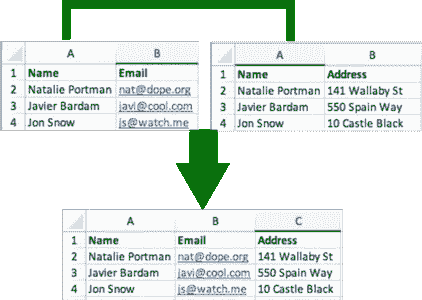 A B
1 Name Email
2 Natalie Portman nat@dope.org
3 Javier Bardam javi@cool.com
4 Jon Snow js@watch.me
A B
1 Name Address
2 Natalie Portman 141 Wallaby St
3 Javier Bardam 550 Spain Way
4 Jon Snow 10 Castle Black
A B C
1 Name Email Address
2 Natalie Portman nat@dope.org 141 Wallaby St
3 Javier Bardam javi@cool.com 550 Spain Way
4 Jon Snow js@watch.me 10 Castle Black